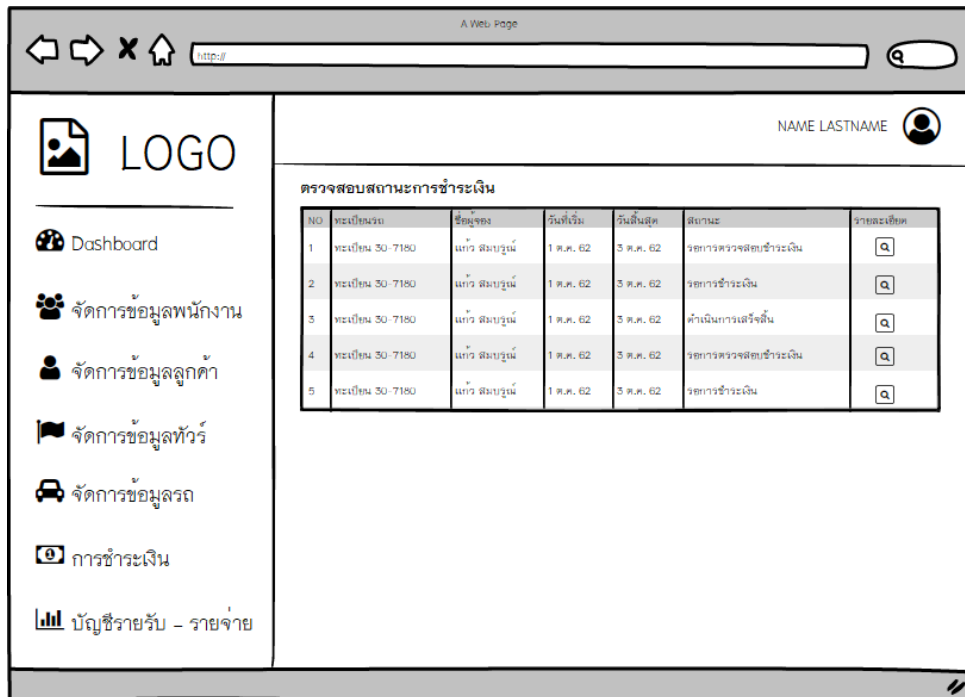 A Web Page
http://
LOGO
NAME LASTNAME
Dashboard
จัดการข้อมูลพนักงาน
จัดการข้อมูลลูกค้า
จัดการข้อมูลทัวร์
จัดการข้อมูลรถ
การชำระเงิน
บัญชีรายรับ - รายจ่าย
ตรวจสอบสถานะการชำระเงิน
NO ทะเบียนรถ ชื่อผู้จอง วันที่เริ่ม วันสิ้นสุด สถานะ รายละเอียด
1 ทะเบียน 30-7180 แก้ว สมบรูณ์ 1 ต.ค. 62 3 ต.ค. 62 รอการตรวจสอบชำระเงิน
2 ทะเบียน 30-7180 แก้ว สมบรูณ์ 1 ต.ค. 62 3 ต.ค. 62 รอการชำระเงิน
3 ทะเบียน 30-7180 แก้ว สมบรูณ์ 1 ต.ค. 62 3 ต.ค. 62 ดำเนินการเสร็จสิ้น
4 ทะเบียน 30-7180 แก้ว สมบรูณ์ 1 ต.ค. 62 3 ต.ค. 62 รอการตรวจสอบชำระเงิน
5 ทะเบียน 30-7180 แก้ว สมบรูณ์ 1 ต.ค. 62 3 ต.ค. 62 รอการชำระเงิน